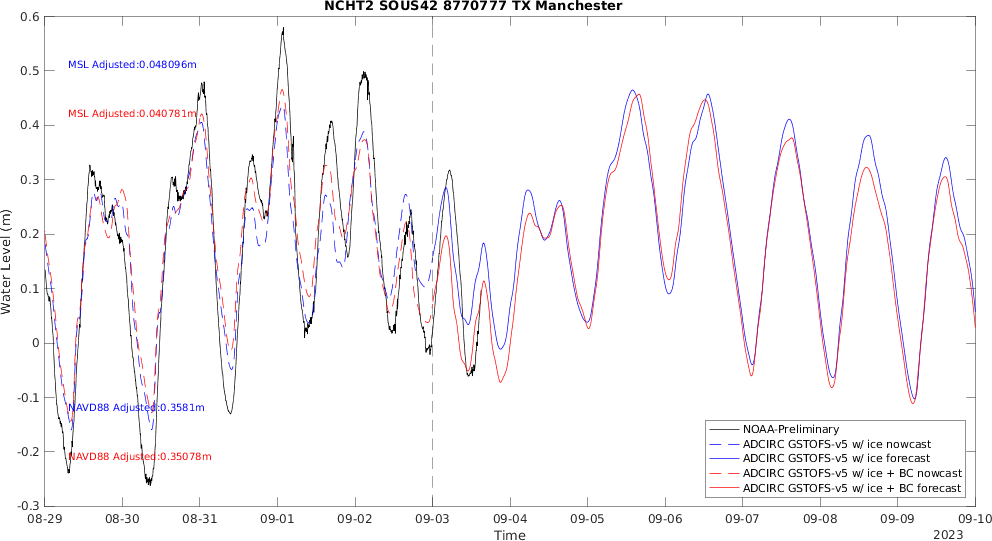 NCHT2 SOUS42 8770777 TX Manchester
0.6
0.5
0.4
0.3
0.2
0.1
0
-0.1
-0.2
-0.3
Water Level (m)
MSL Adjusted:0.048096m
MSL Adjusted:0.040781m
NAVD88 Adjusted:0.3581m
NAVD88 Adjusted:0.35078m
NOAA-Preliminary
ADCIRC GSTOFS-v5 w/ ice nowcast
ADCIRC GSTOFS-v5 w/ ice forecast
ADCIRC GSTOFS-v5 w/ ice + BC nowcast
ADCIRC GSTOFS-v5 w/ ice + BC forecast
08-29 08-30 08-31 09-01 09-02 09-03 09-04 09-05 09-06 09-07 09-08 09-09 09-10
Time
2023